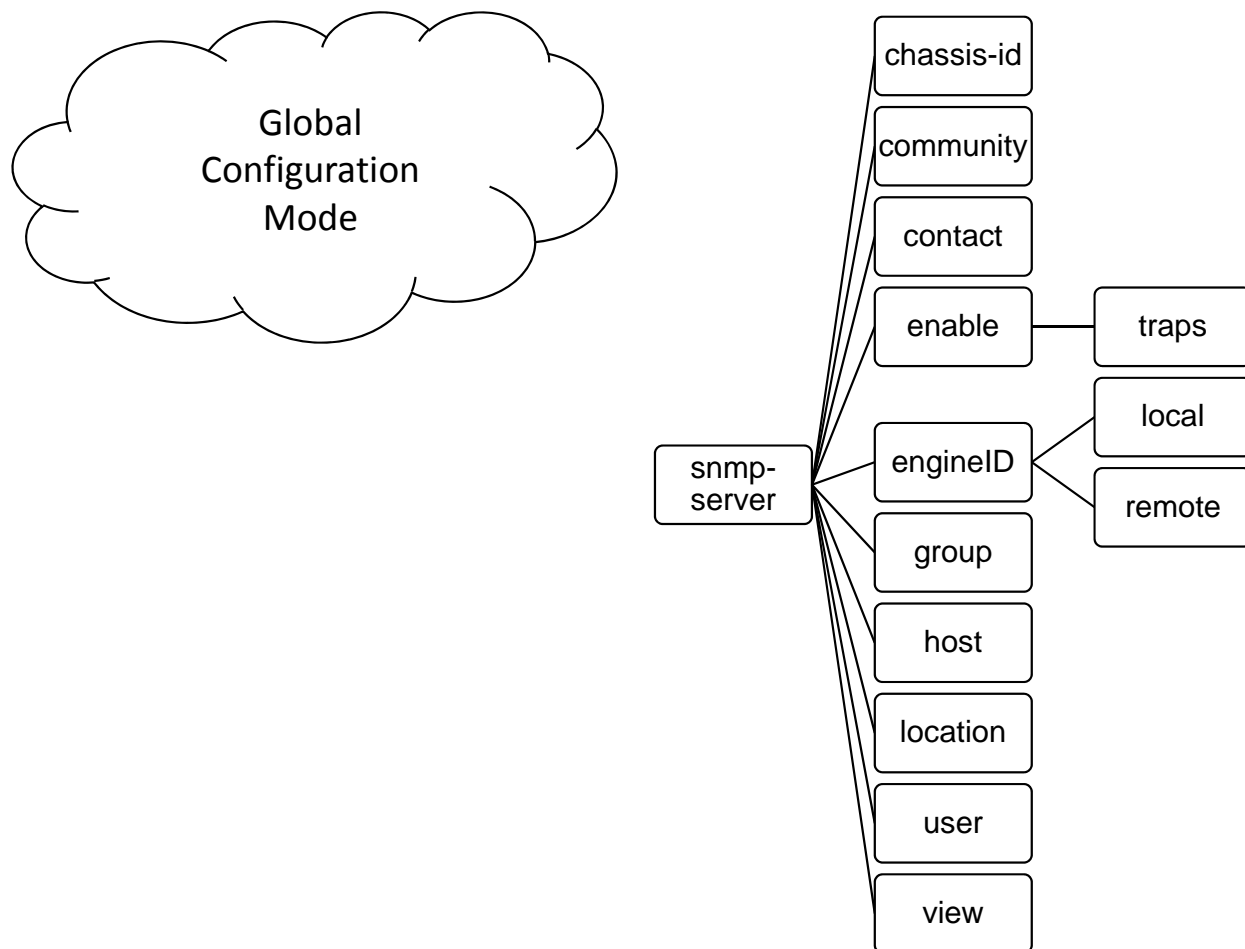 Global
Configuration
Mode
chassis-id
community
contact
enable
traps
local
snmp-
server
engineID
remote
group
host
location
user
view